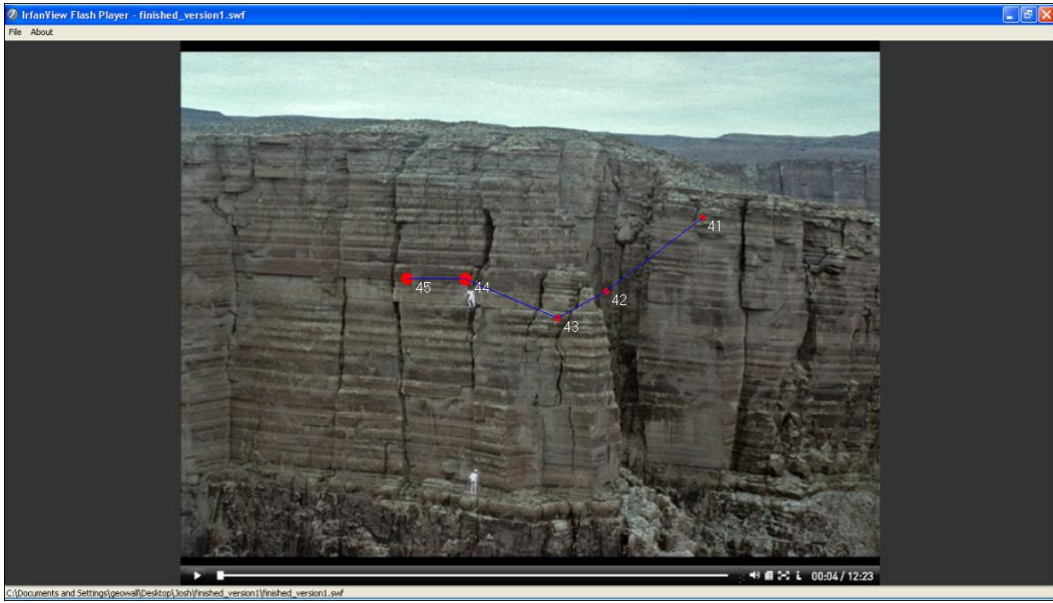 IrfanView Flash Player - finished_version1.swf
File About
41
42
43
44
45
00:04 / 12:23
C:\Documents and Settings\geowall\Desktop\Josh\finished_version1\finished_version1.swf